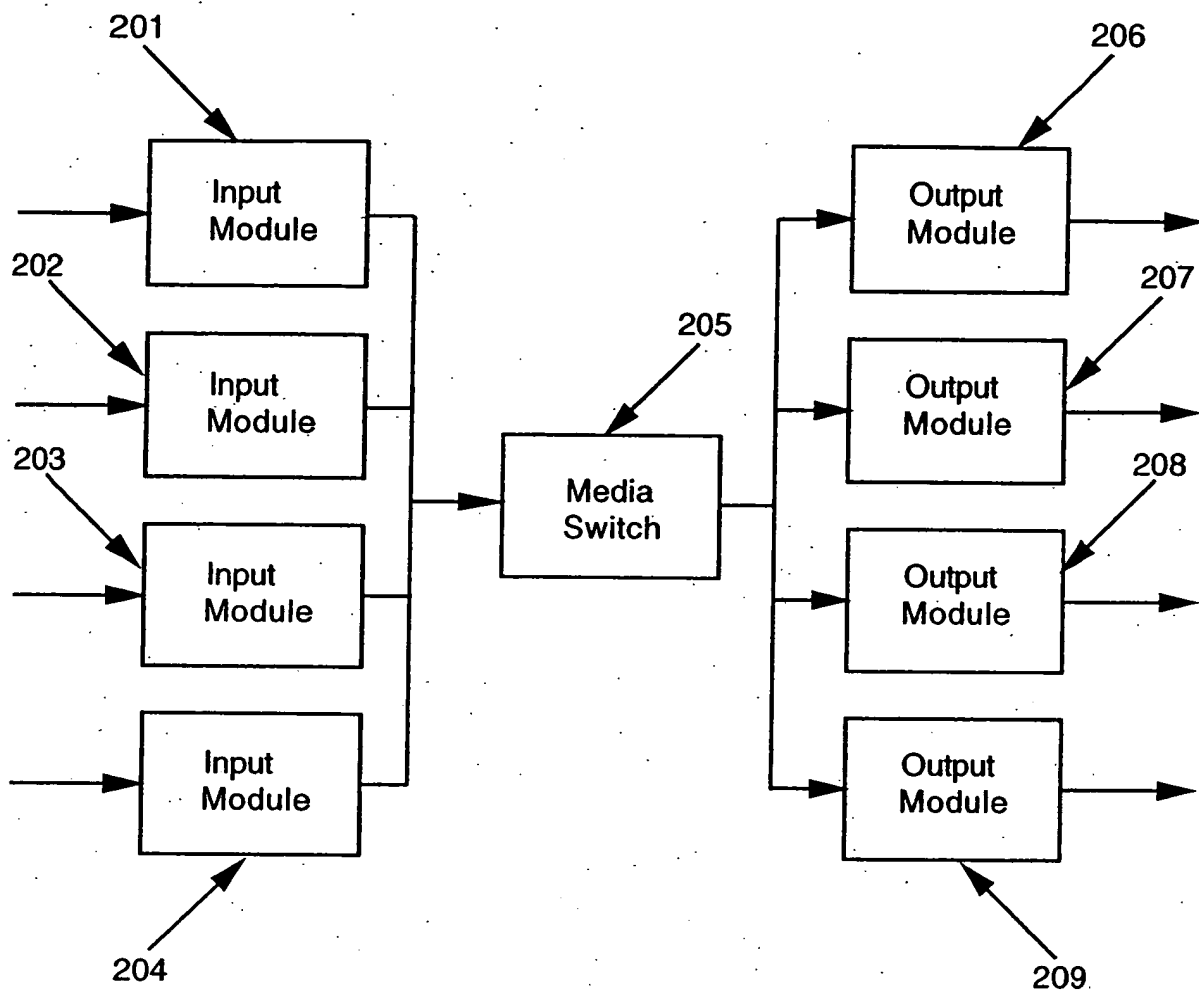 201
Input
Module
202
Input
Module
203
Input
Module
204
Input
Module
205
Media
Switch
206
Output
Module
207
Output
Module
208
Output
Module
209
Output
Module